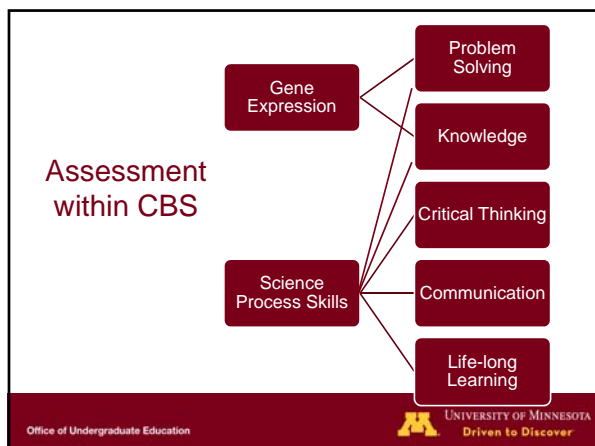 Assessment
within CBS
Gene
Expression
Science
Process Skills
Problem
Solving
Knowledge
Critical Thinking
Communication
Life-long
Learning
Office of Undergraduate Education
M
UNIVERSITY OF MINNESOTA
Driven to Discover